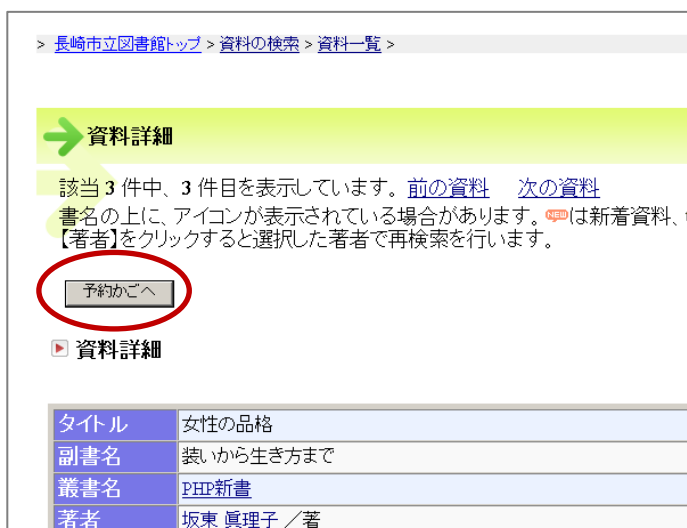 > 長崎市立図書館トップ > 資料の検索 > 資料一覧 >
資料詳細
該当 3 件中、 3 件目を表示しています。 前の資料 次の資料
書名の上に、アイコンが表示されている場合があります。 NEW は新着資料、
【著者】をクリックすると選択した著者で再検索を行います。
予約かごへ
資料詳細
タイトル 女性の品格
副書名 装いから生き方まで
叢書名 PHP新書
著者 坂東 眞理子 ／著